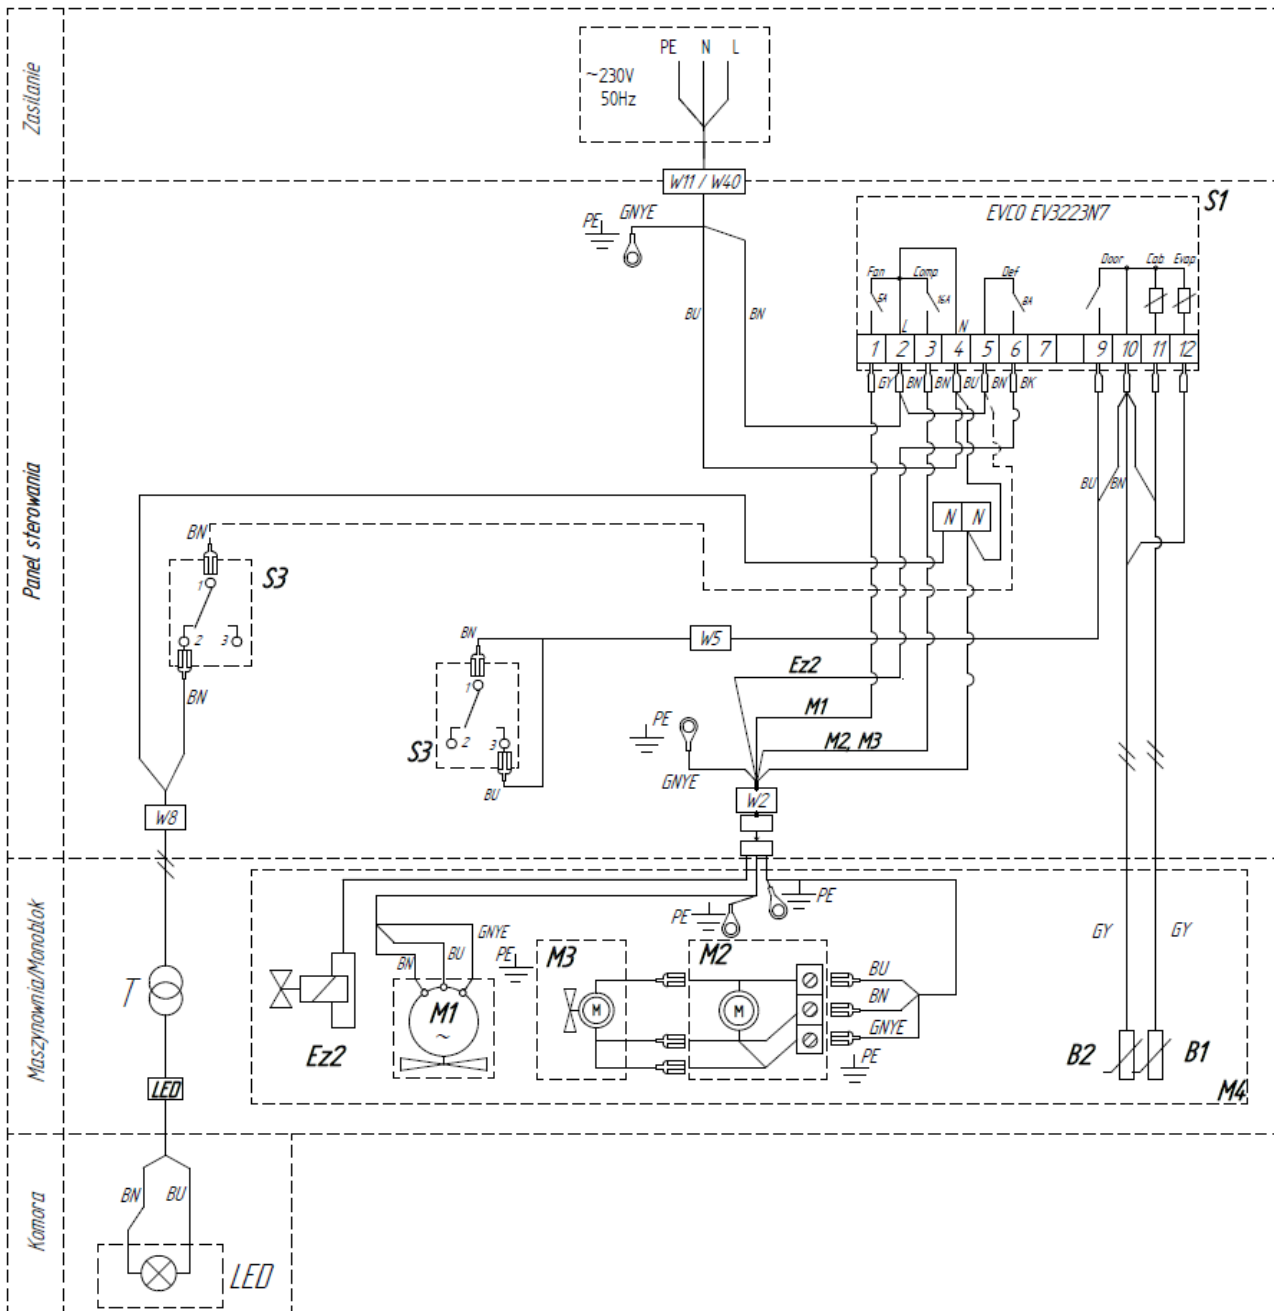 Zasilanie
PE N L
~230V
50Hz
W11 / W40
Panel sterowania
PE
GNYE
BU
BN
S1
EVCO EV3223N7
Fan
Comp
Def
Door
Cab
Evap
5A
16A
8A
L
N
1 2 3 4 5 6 7 9 10 11 12
GY BN BN BU BN BK
BU
BN
N N
BN
S3
1
2
3
BN
BN
W5
1
2
3
S3
BU
Ez2
M1
M2, M3
PE
GNYE
W2
W8
Maszynownia/Monoblok
PE
PE
GNYE
BU
BN
PE
M3
M2
BU
BN
GNYE
PE
M
M
GY
GY
T
Ez2
M1
~
B2
B1
M4
LED
Komora
BN
BU
LED